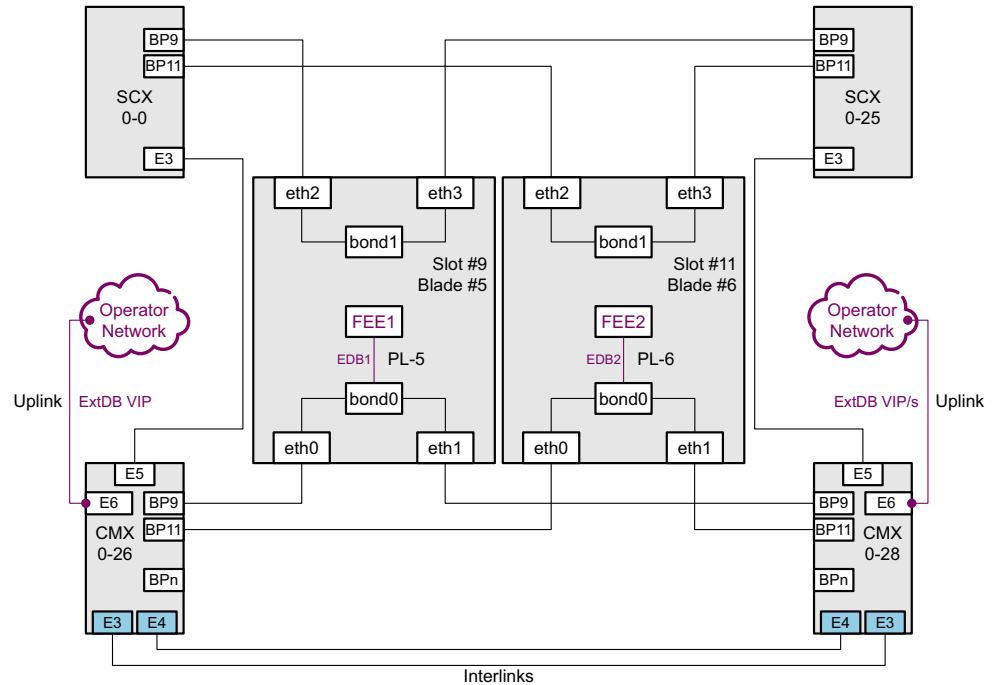 BP9
BP11
SCX
0-0
E3
BP9
BP11
SCX
0-25
E3
eth2
eth3
bond1
Slot #9
Blade #5
FEE1
EDB1
PL-5
bond0
eth0
eth1
eth2
eth3
bond1
Slot #11
Blade #6
FEE2
EDB2
PL-6
bond0
eth0
eth1
Operator
Network
Uplink
ExtDB VIP
Operator
Network
ExtDB VIP/s
Uplink
E5
E6
BP9
CMX
0-26
BP11
BPn
E3
E4
E5
BP9
E6
BP11
CMX
0-28
BPn
E4
E3
Interlinks